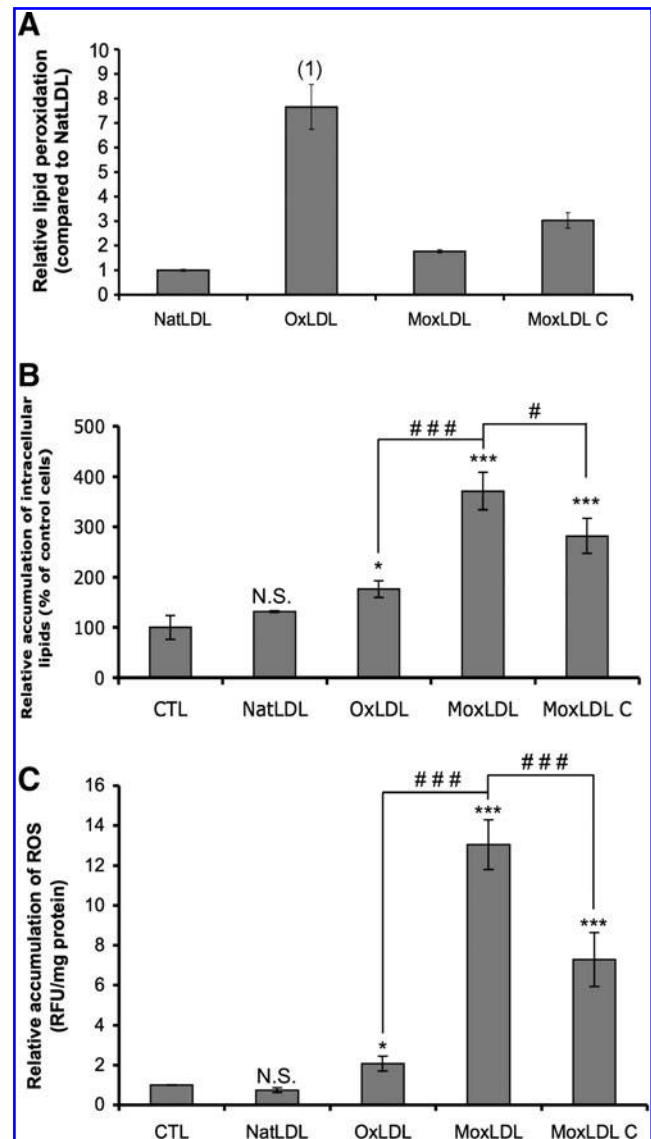 A
Relative lipid peroxidation
(compared to NatLDL)
10
9
8
7
6
5
4
3
2
1
0
(1)
NatLDL OxLDL MoxLDL MoxLDL C
B
Relative accumulation of intracellular
lipids (% of control cells)
500
400
300
200
100
0
# # #
#
N.S.
*
***
***
CTL NatLDL OxLDL MoxLDL MoxLDL C
C
Relative accumulation of ROS
(RFU/mg protein)
16
14
12
10
8
6
4
2
0
# # #
# # #
N.S.
*
***
***
CTL NatLDL OxLDL MoxLDL MoxLDL C